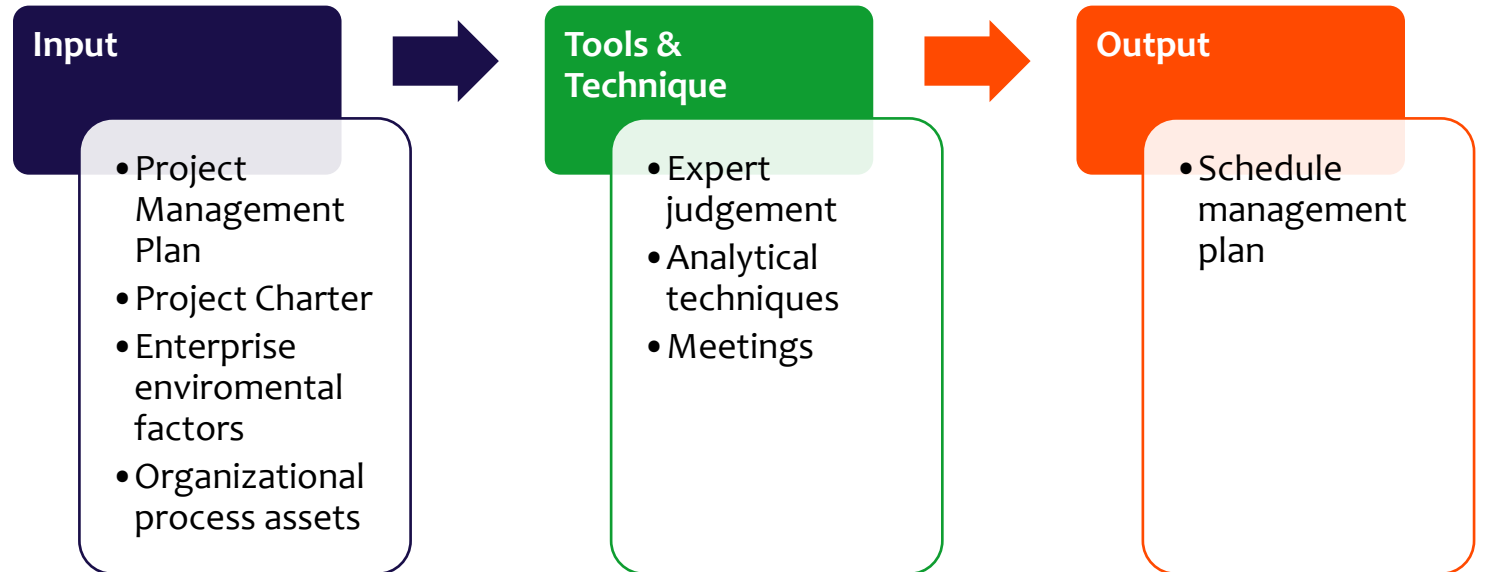 Input
• Project
Management
Plan
• Project Charter
• Enterprise
enviromental
factors
• Organizational
process assets
Tools &
Technique
• Expert
judgement
• Analytical
techniques
• Meetings
Output
• Schedule
management
plan